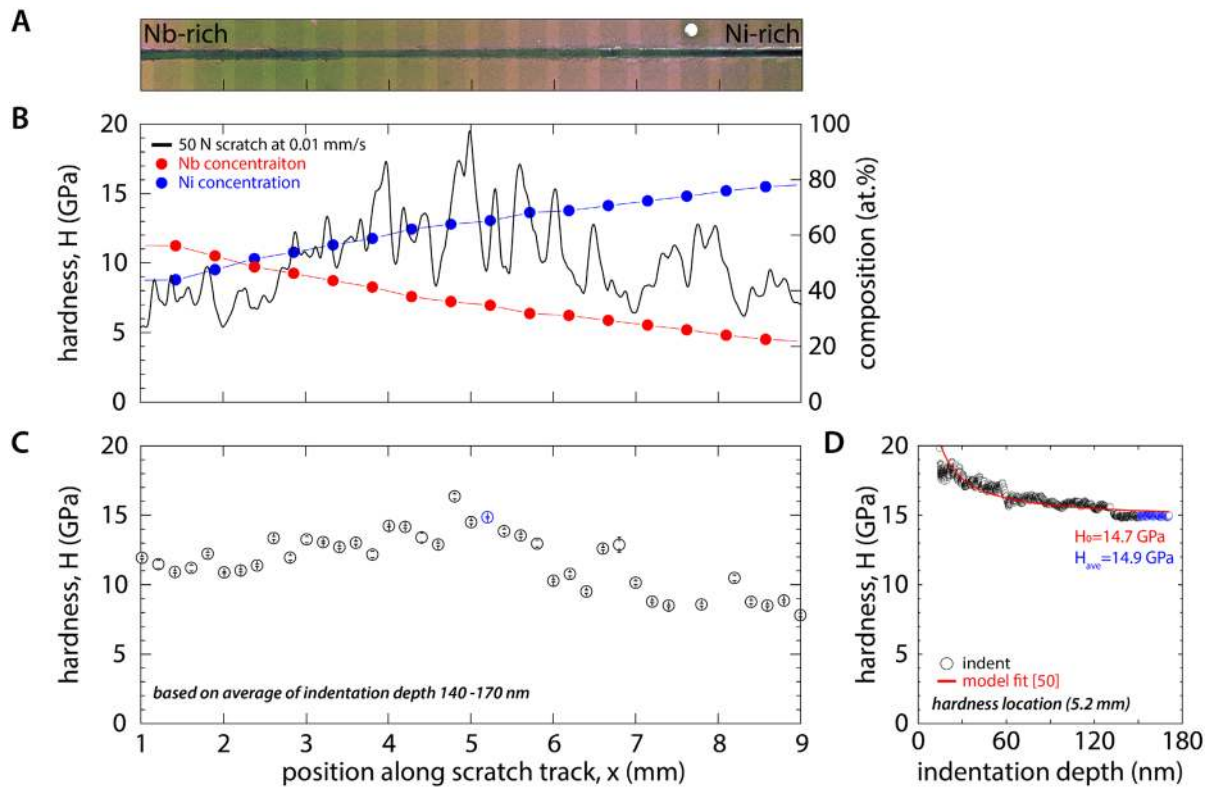 A
Nb-rich
Ni-rich
B
hardness, H (GPa)
20
15
10
5
0
50 N scratch at 0.01 mm/s
Nb concentraiton
Ni concentration
100
80
60
40
20
0
composition (at.%)
C
hardness, H (GPa)
20
15
10
5
0
based on average of indentation depth 140 -170 nm
1 2 3 4 5 6 7 8 9
position along scratch track, x (mm)
D
hardness, H (GPa)
20
15
10
5
0
H₀=14.7 GPa
Have=14.9 GPa
indent
model fit [50]
hardness location (5.2 mm)
0 60 120 180
indentation depth (nm)